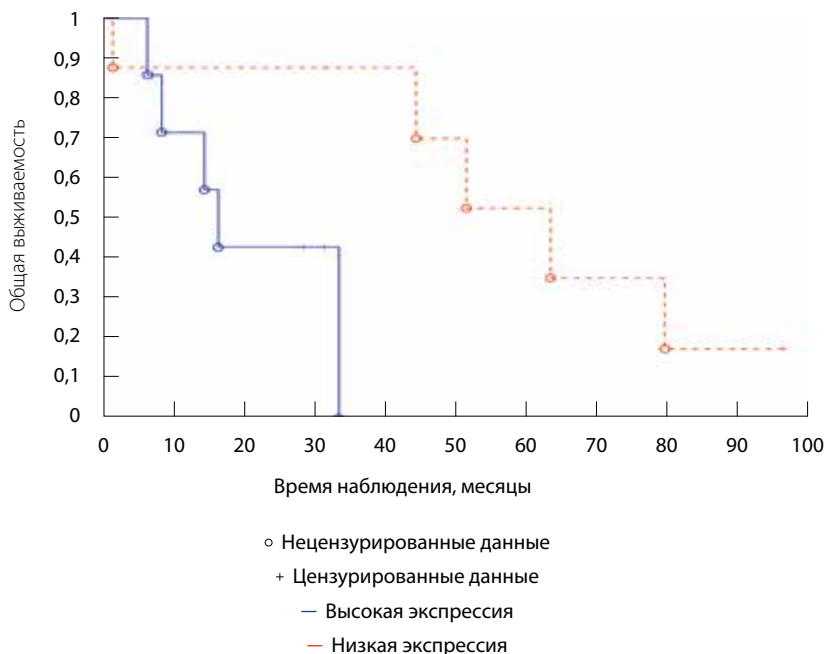 Общая выживаемость
1
0,9
0,8
0,7
0,6
0,5
0,4
0,3
0,2
0,1
0
0 10 20 30 40 50 60 70 80 90 100
Время наблюдения, месяцы
Нецензурированные данные
+ Цензурированные данные
Высокая экспрессия
Низкая экспрессия